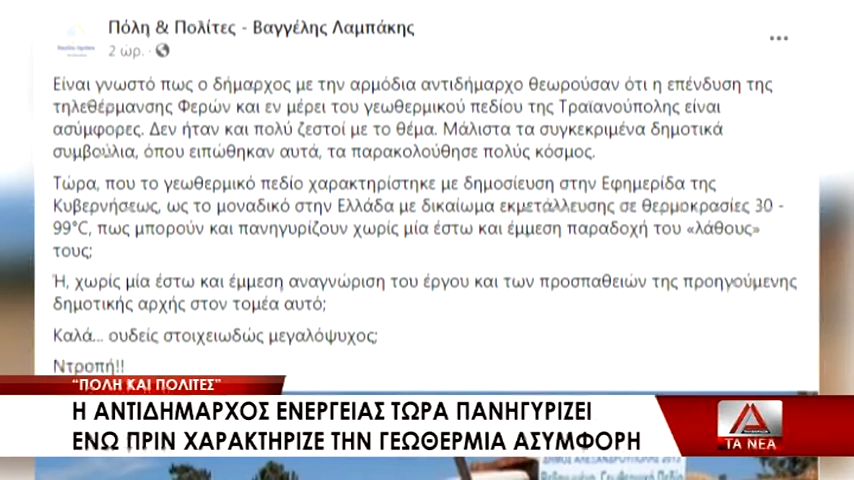 Πόλη & Πολίτες - Βαγγέλης Λαμπάκης
2 ώρ. ·
Είναι γνωστό πως ο δήμαρχος με την αρμόδια αντιδήμαρχο θεωρούσαν ότι η επένδυση της
τηλεθέρμανσης Φερών και εν μέρει του γεωθερμικού πεδίου της Τραϊανούπολης είναι
ασύμφορες. Δεν ήταν και πολύ ζεστοί με το θέμα. Μάλιστα τα συγκεκριμένα δημοτικά
συμβούλια, όπου ειπώθηκαν αυτά, τα παρακολούθησε πολύς κόσμος.
Τώρα, που το γεωθερμικό πεδίο χαρακτηρίστηκε με δημοσίευση στην Εφημερίδα της
Κυβερνήσεως, ως το μοναδικό στην Ελλάδα με δικαίωμα εκμετάλλευσης σε θερμοκρασίες 30 -
99°C, πως μπορούν και πανηγυρίζουν χωρίς μία έστω και έμμεση παραδοχή του «λάθους»
τους;
Ή, χωρίς μία έστω και έμμεση αναγνώριση του έργου και των προσπαθειών της προηγούμενης
δημοτικής αρχής στον τομέα αυτό;
Καλά... ουδείς στοιχειωδώς μεγαλόψυχος;
Ντροπή!!
"ΠΟΛΗ ΚΑΙ ΠΟΛΙΤΕΣ"
Η ΑΝΤΙΔΗΜΑΡΧΟΣ ΕΝΕΡΓΕΙΑΣ ΤΩΡΑ ΠΑΝΗΓΥΡΙΖΕΙ
ΕΝΩ ΠΡΙΝ ΧΑΡΑΚΤΗΡΙΖΕ ΤΗΝ ΓΕΩΘΕΡΜΙΑ ΑΣΥΜΦΟΡΗ
ΤΑ ΝΕΑ
ΔΗΜΟΣ ΑΛΕΞΑΝΔΡΟΥΠΟΛΗΣ
Γεωθερμικό Πεδίο